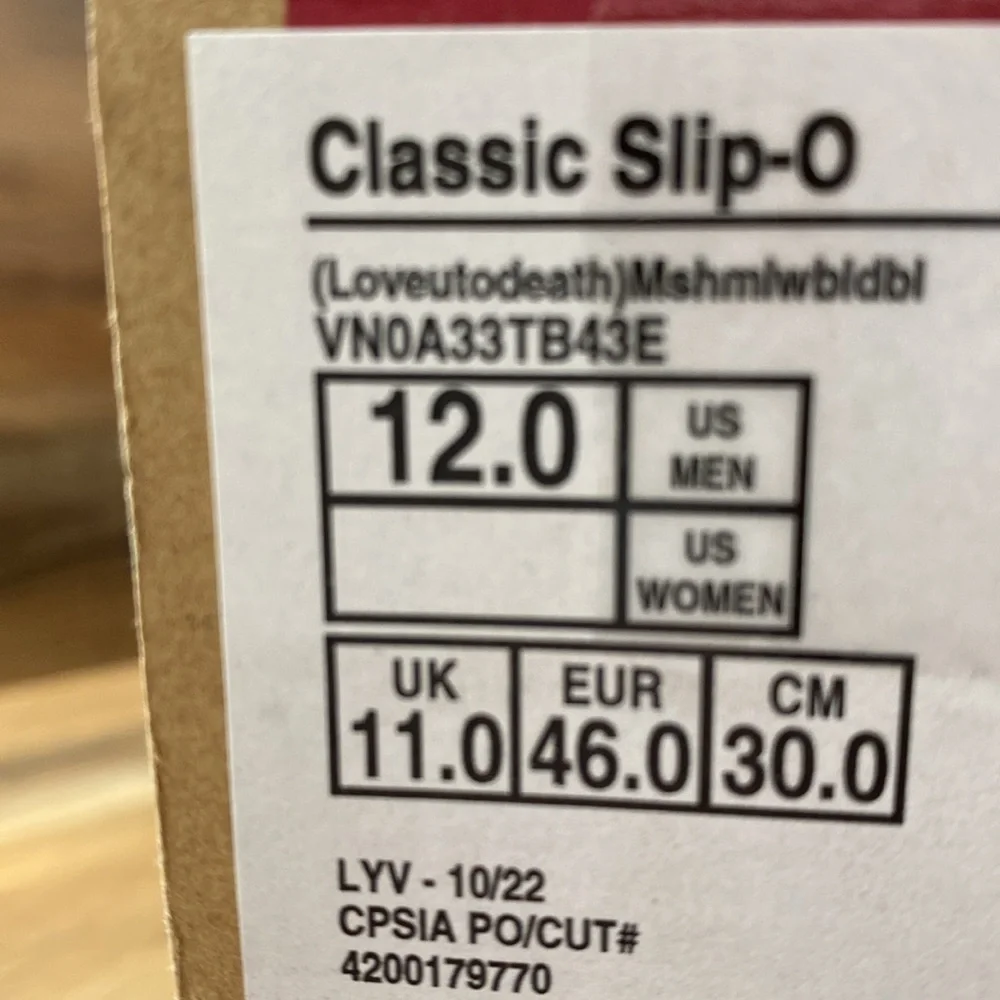 Classic Slip-O
(Loveutodeath)Mshmlwbldbl
VN0A33TB43E
12.0 US MEN
US WOMEN
UK EUR CM
11.0 46.0 30.0
LYV - 10/22
CPSIA PO/CUT#
4200179770